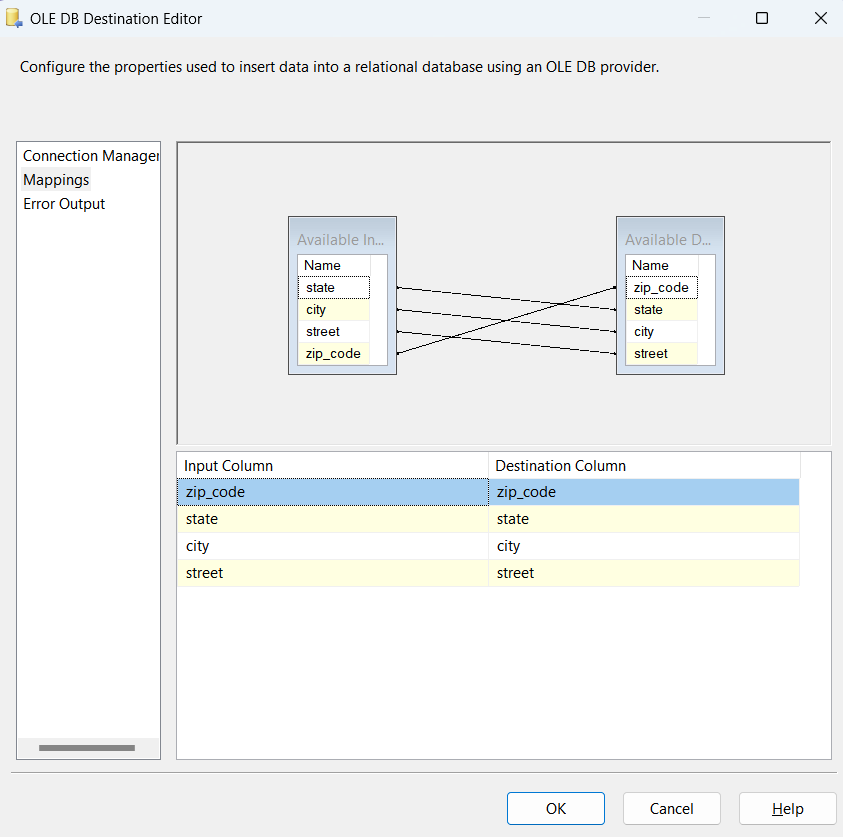 OLE DB Destination Editor
Configure the properties used to insert data into a relational database using an OLE DB provider.
Connection Manager
Mappings
Error Output
Available In...
Name
state
city
street
zip_code
Available D...
Name
zip_code
state
city
street
Input Column Destination Column
zip_code zip_code
state state
city city
street street
OK Cancel Help